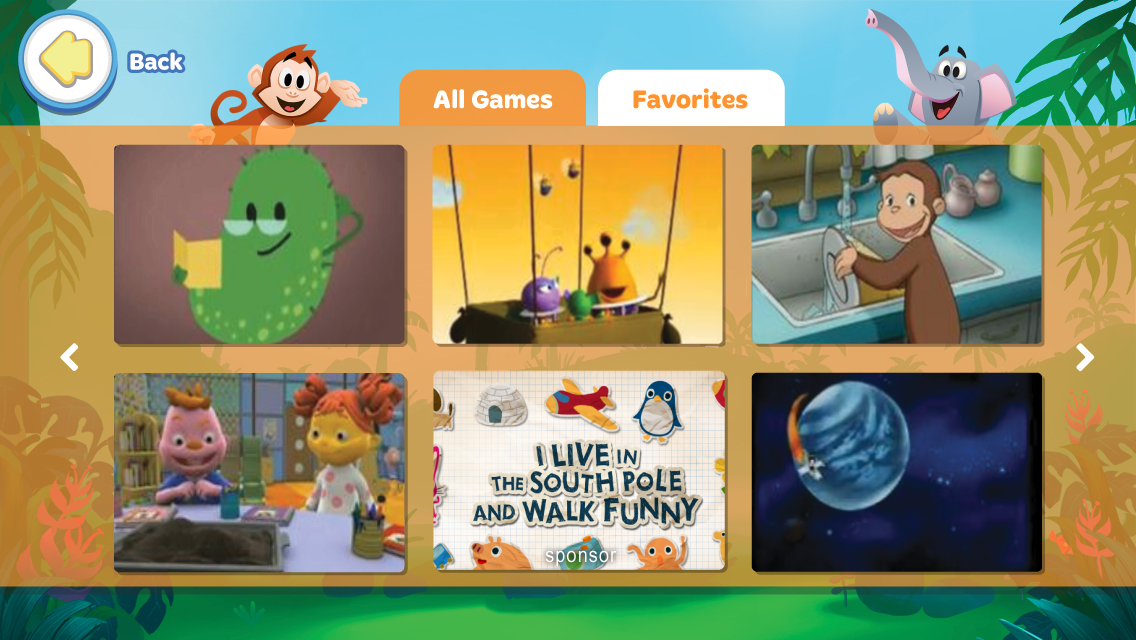 Back
All Games
Favorites
I LIVE IN
THE SOUTH POLE
AND WALK FUNNY
sponsor